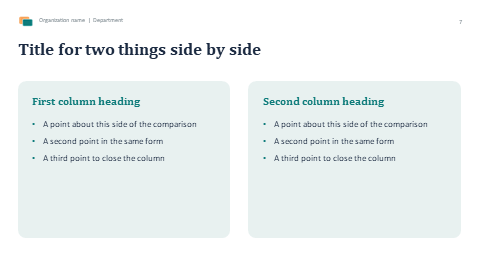 Organization name | Department
7
Title for two things side by side
First column heading
• A point about this side of the comparison
• A second point in the same form
• A third point to close the column
Second column heading
• A point about this side of the comparison
• A second point in the same form
• A third point to close the column